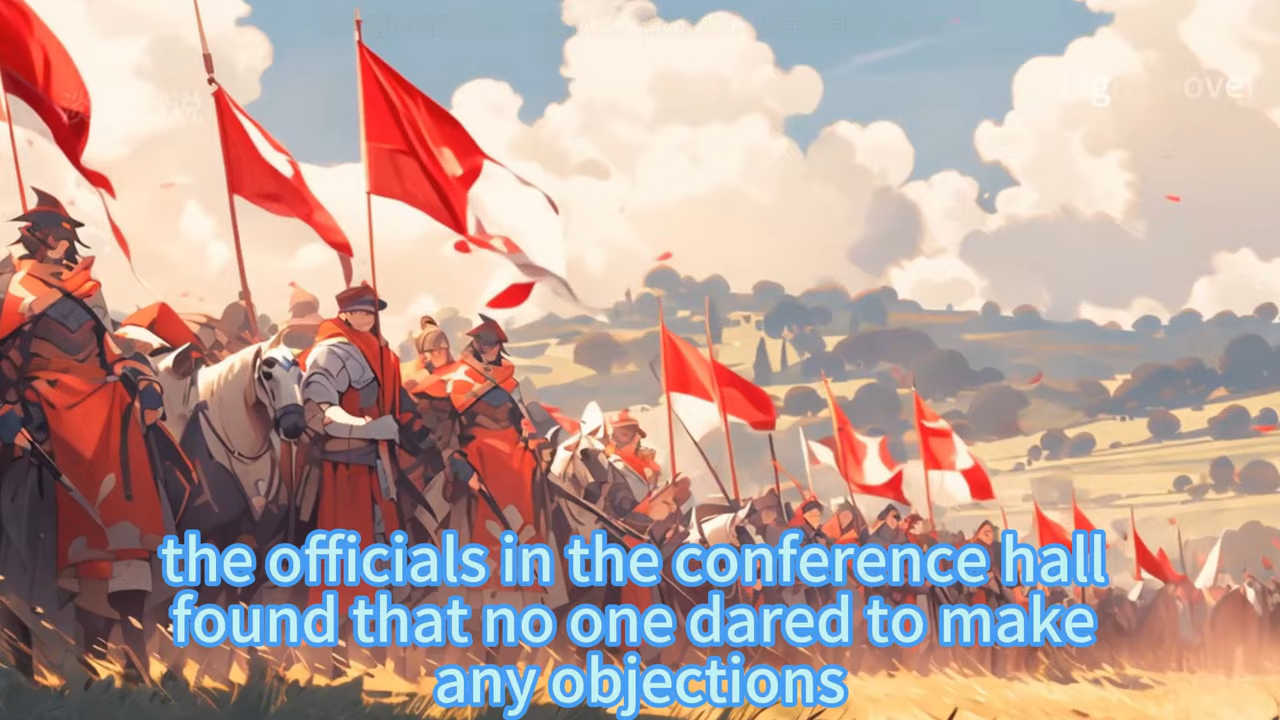 the officials in the conference hall
found that no one dared to make
any objections